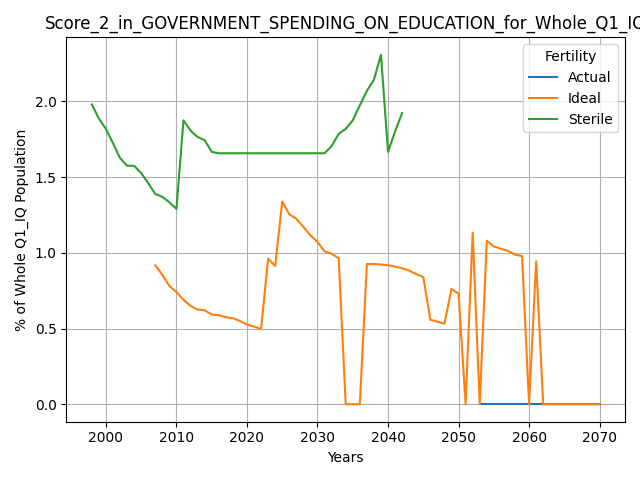 Score_2_in_GOVERNMENT_SPENDING_ON_EDUCATION_for_Whole_Q1_IQ
Fertility
Actual
Ideal
Sterile
% of Whole Q1_IQ Population
2.0
1.5
1.0
0.5
0.0
2000 2010 2020 2030 2040 2050 2060 2070
Years